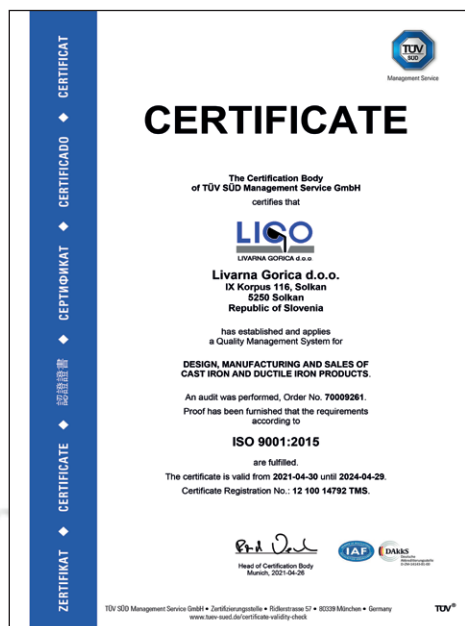 ZERTIFIKAT ◆ CERTIFICATE ◆ 認證證書 ◆ СЕРТИФИКАТ ◆ CERTIFICADO ◆ CERTIFICAT
TÜV
SÜD
Management Service
CERTIFICATE
The Certification Body
of TÜV SÜD Management Service GmbH
certifies that
LIGO
LIVARNA GORICA d.o.o.
Livarna Gorica d.o.o.
IX Korpus 116, Solkan
5250 Solkan
Republic of Slovenia
has established and applies
a Quality Management System for
DESIGN, MANUFACTURING AND SALES OF
CAST IRON AND DUCTILE IRON PRODUCTS.
An audit was performed, Order No. 70009261.
Proof has been furnished that the requirements
according to
ISO 9001:2015
are fulfilled.
The certificate is valid from 2021-04-30 until 2024-04-29.
Certificate Registration No.: 12 100 14792 TMS.
Head of Certification Body
Munich, 2021-04-26
IAF
DAkkS
Deutsche
Akkreditierungsstelle
TÜV SÜD Management Service GmbH • Zertifizierungsstelle • Ridlerstrasse 57 • 80339 München • Germany
www.tuev-sued.de/certificate-validity-check
TÜV®